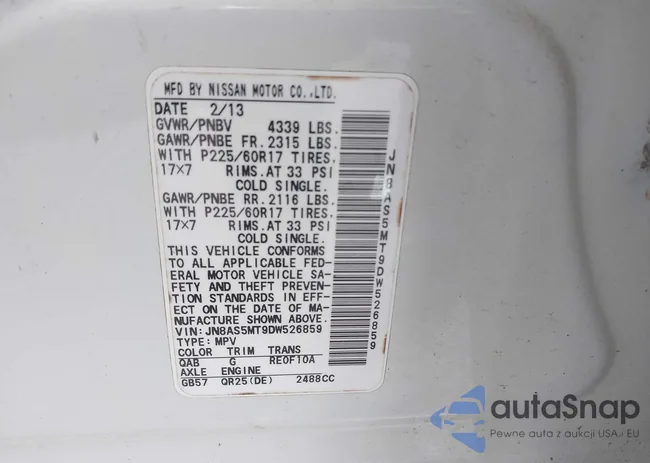 MFD BY NISSAN MOTOR CO.,LTD.
DATE 2/13
GVWR/PNBV 4339 LBS.
GAWR/PNBE FR. 2315 LBS.
WITH P225/60R17 TIRES.
17×7 RIMS.AT 33 PSI
COLD SINGLE.
GAWR/PNBE RR. 2116 LBS.
WITH P225/60R17 TIRES.
17×7 RIMS.AT 33 PSI
COLD SINGLE.
THIS VEHICLE CONFORMS
TO ALL APPLICABLE FED-
ERAL MOTOR VEHICLE SA-
FETY AND THEFT PREVEN-
TION STANDARDS IN EFF-
ECT ON THE DATE OF MA-
NUFACTURE SHOWN ABOVE.
VIN:JN8AS5MT9DW526859
TYPE:MPV
COLOR TRIM TRANS
QAB G RE0F10A
AXLE ENGINE
GB57 QR25(DE) 2488CC
JN8AS5MT9DW526859
autaSnap
Pewne auta z aukcji USA i EU